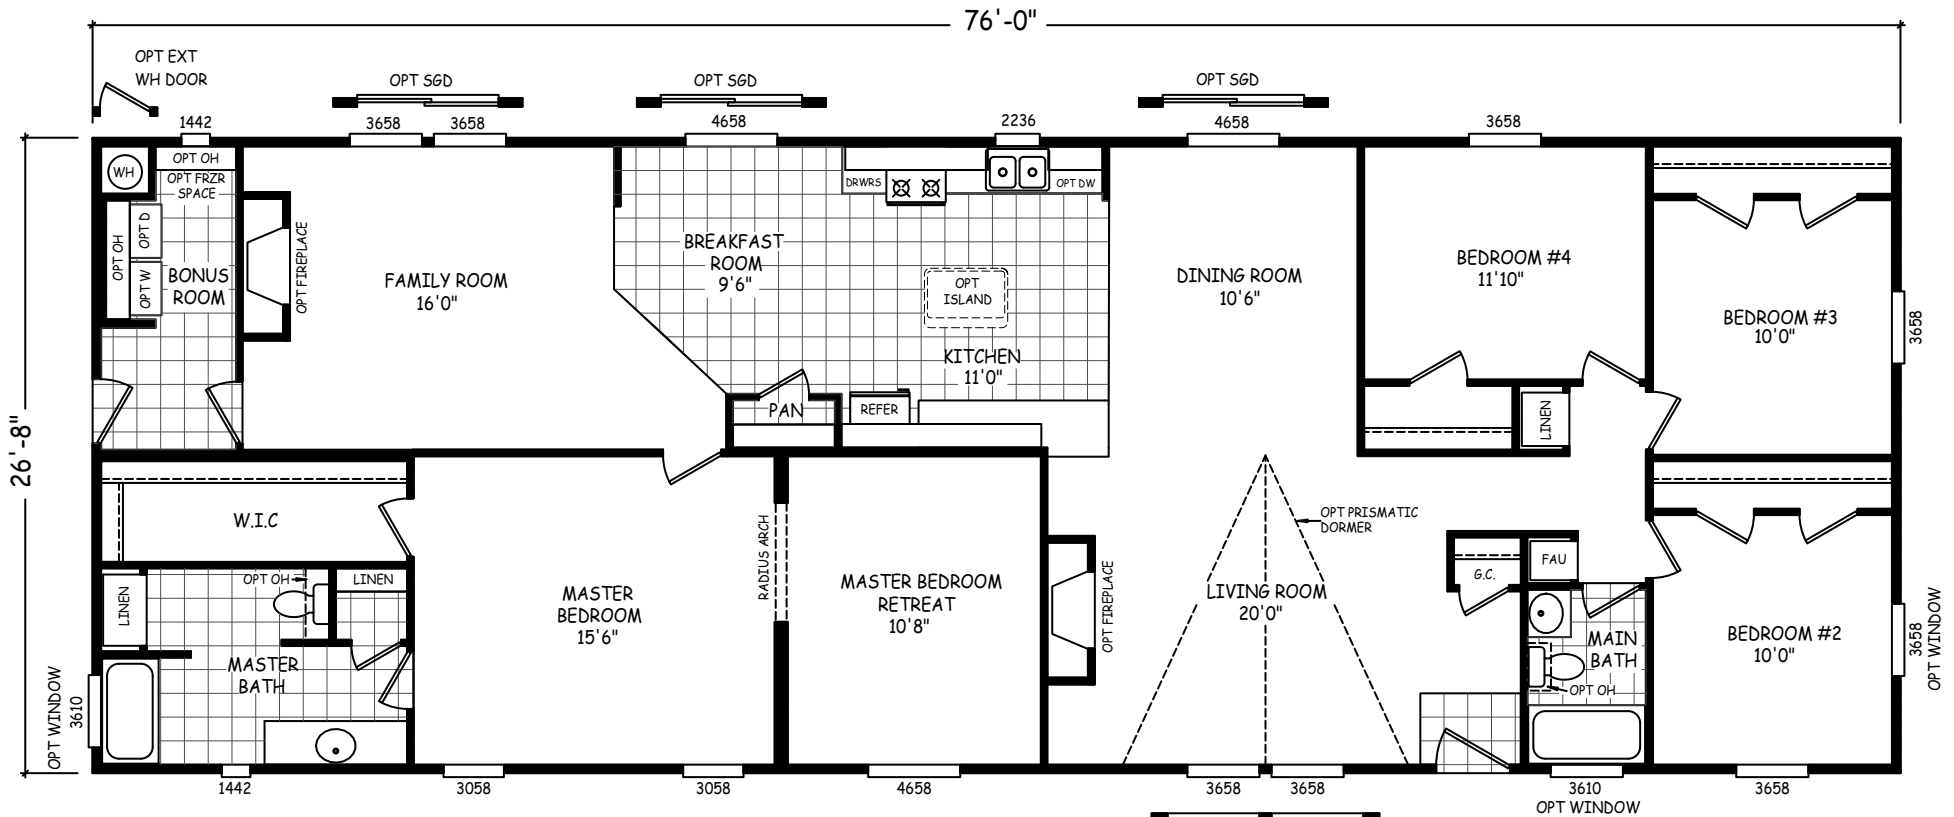 76'-0"
OPT EXT
WH DOOR
OPT SGD
OPT SGD
OPT SGD
1442
3658
3658
4658
2236
4658
3658
WH
OPT OH
OPT FRZR
SPACE
OPT OH
OPT D
OPT W
BONUS
ROOM
OPT FIREPLACE
FAMILY ROOM
16'0"
BREAKFAST
ROOM
9'6"
DRWRS
OPT DW
OPT
ISLAND
KITCHEN
11'0"
PAN
REFER
DINING ROOM
10'6"
BEDROOM #4
11'10"
LINEN
BEDROOM #3
10'0"
3658
26'-8"
W.I.C
LINEN
OPT OH
LINEN
MASTER
BATH
OPT WINDOW
3610
MASTER
BEDROOM
15'6"
RADIUS ARCH
MASTER BEDROOM
RETREAT
10'8"
OPT FIREPLACE
OPT PRISMATIC
DORMER
LIVING ROOM
20'0"
G.C.
FAU
MAIN
BATH
OPT OH
BEDROOM #2
10'0"
3658
OPT WINDOW
1442
3058
3058
4658
3658
3658
3610
OPT WINDOW
3658